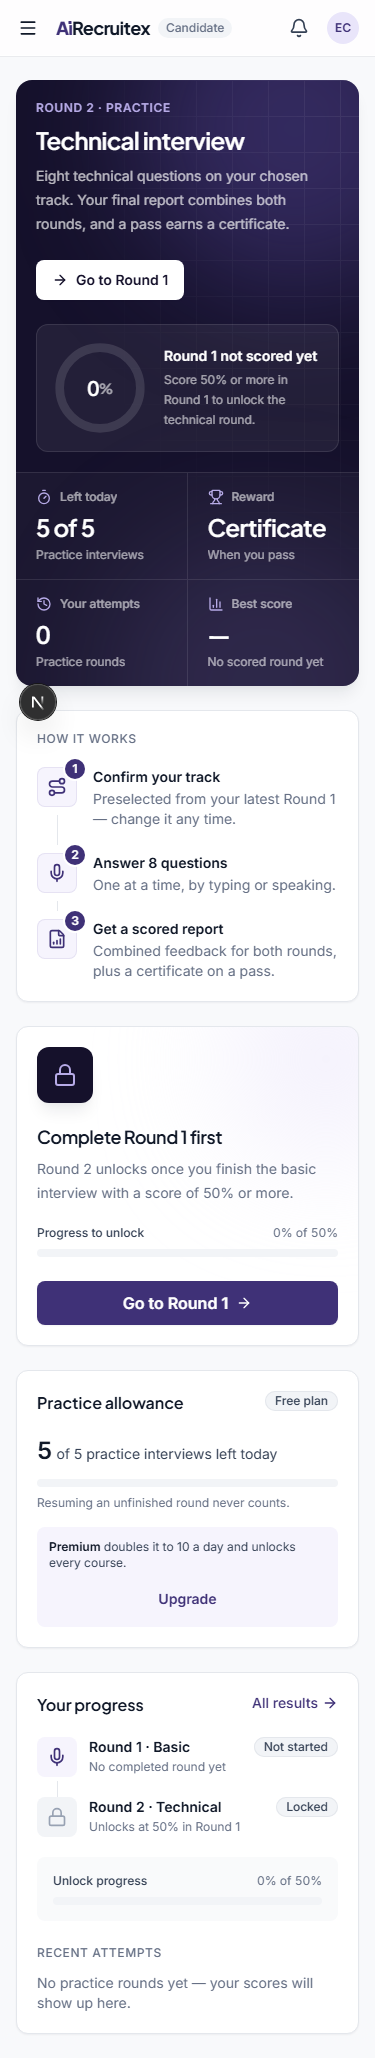 AiRecruitex Candidate EC
ROUND 2 · PRACTICE
Technical interview
Eight technical questions on your chosen
track. Your final report combines both
rounds, and a pass earns a certificate.
→ Go to Round 1
0%
Round 1 not scored yet
Score 50% or more in
Round 1 to unlock the
technical round.
Left today
5 of 5
Practice interviews
Reward
Certificate
When you pass
Your attempts
0
Practice rounds
Best score
—
No scored round yet
N
HOW IT WORKS
1
Confirm your track
Preselected from your latest Round 1
— change it any time.
2
Answer 8 questions
One at a time, by typing or speaking.
3
Get a scored report
Combined feedback for both rounds,
plus a certificate on a pass.
Complete Round 1 first
Round 2 unlocks once you finish the basic
interview with a score of 50% or more.
Progress to unlock 0% of 50%
Go to Round 1 →
Practice allowance Free plan
5 of 5 practice interviews left today
Resuming an unfinished round never counts.
Premium doubles it to 10 a day and unlocks
every course.
Upgrade
Your progress All results →
Round 1 · Basic Not started
No completed round yet
Round 2 · Technical Locked
Unlocks at 50% in Round 1
Unlock progress 0% of 50%
RECENT ATTEMPTS
No practice rounds yet — your scores will
show up here.